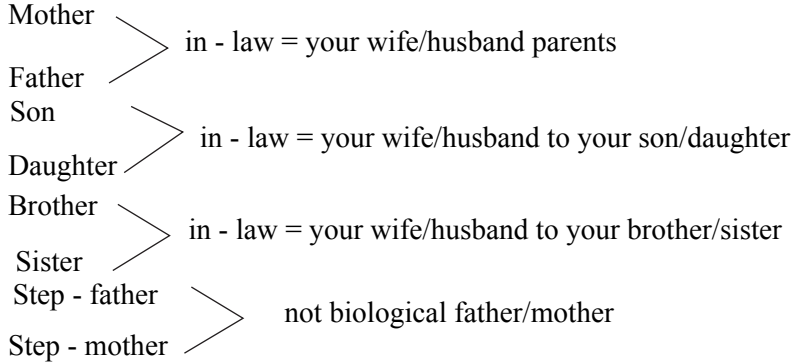 Mother
in - law = your wife/husband parents
Father
Son
in - law = your wife/husband to your son/daughter
Daughter
Brother
in - law = your wife/husband to your brother/sister
Sister
Step - father
not biological father/mother
Step - mother